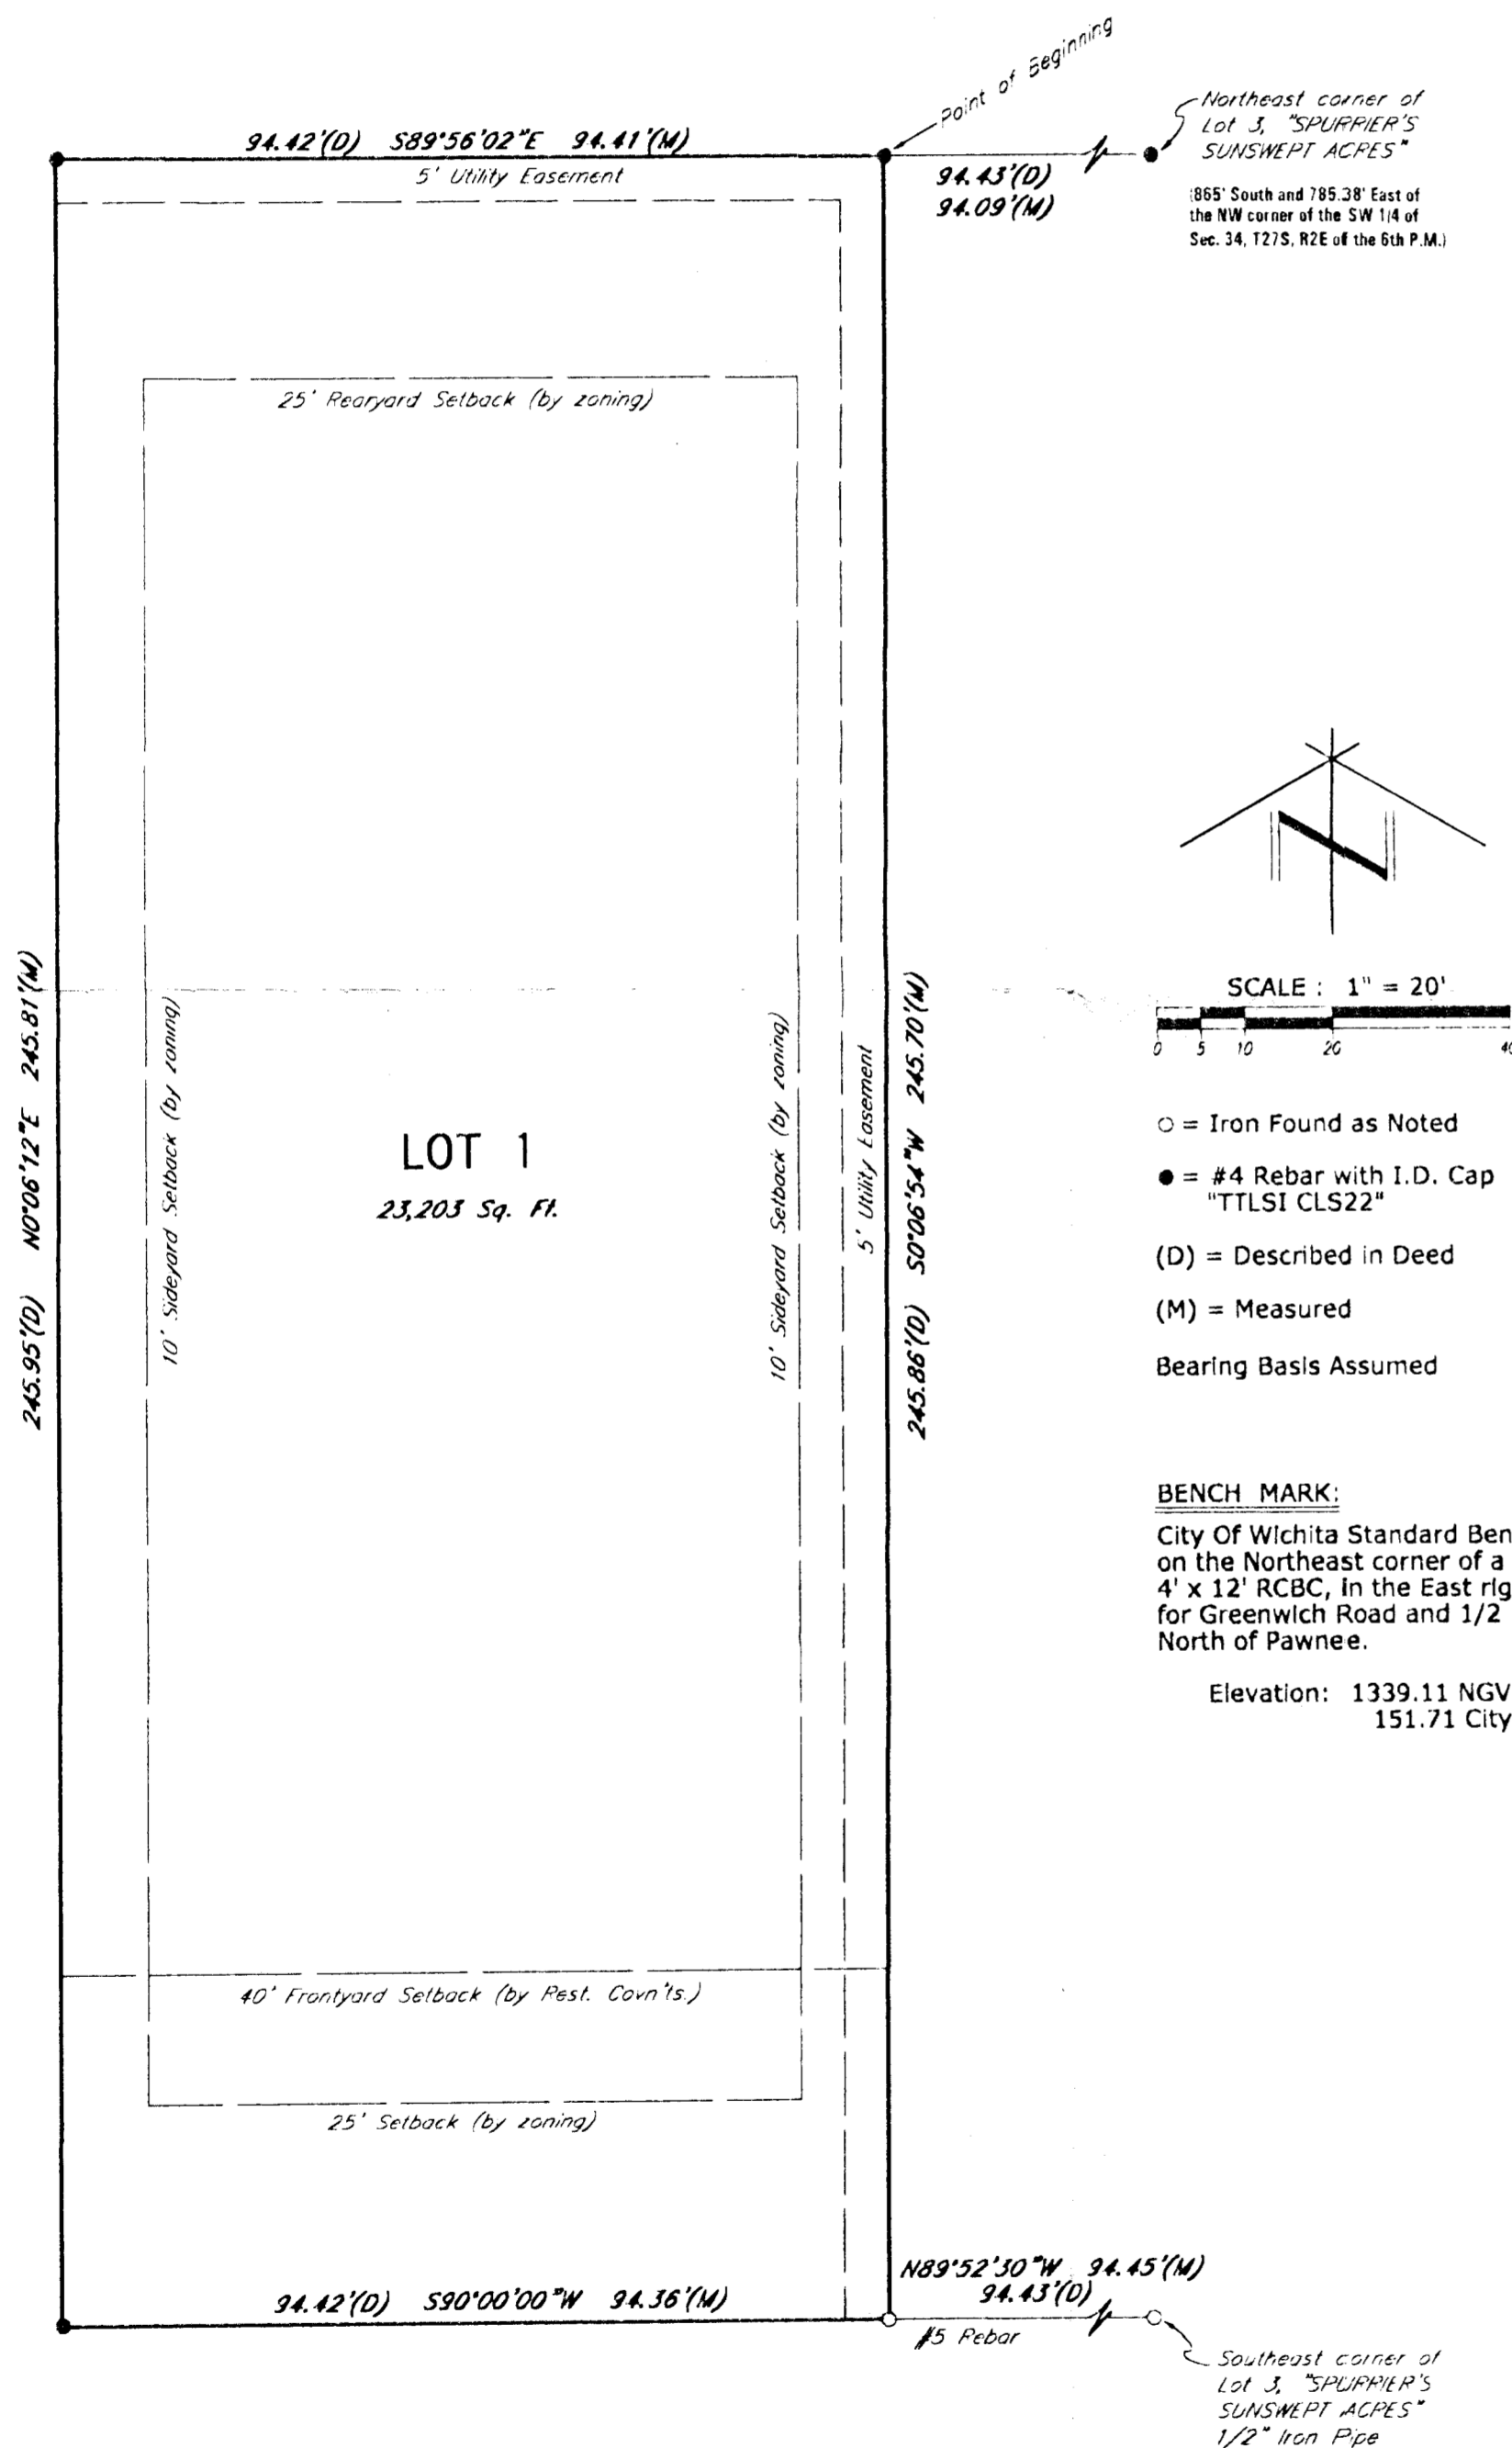 Point of Beginning
94.42'(D) S89°56'02"E 94.41'(M)
5' Utility Easement
94.43'(D)
94.09'(M)
Northeast corner of
Lot 3, "SPURRIER'S
SUNSWEPT ACRES"
(865' South and 785.38' East of
the NW corner of the SW 1/4 of
Sec. 34, T27S, R2E of the 6th P.M.)
25' Rearyard Setback (by zoning)
245.95'(D) N0°06'12"E 245.81'(M)
10' Sideyard Setback (by zoning)
LOT 1
23,203 Sq. Ft.
10' Sideyard Setback (by zoning)
5' Utility Easement
245.86'(D) S0°06'54"W 245.70'(M)
N
SCALE : 1" = 20'
0 5 10 20 40
○ = Iron Found as Noted
● = #4 Rebar with I.D. Cap
"TTLSI CLS22"
(D) = Described in Deed
(M) = Measured
Bearing Basis Assumed
BENCH MARK:
City Of Wichita Standard Ben
on the Northeast corner of a
4' x 12' RCBC, in the East rig
for Greenwich Road and 1/2
North of Pawnee.
Elevation: 1339.11 NGV
151.71 City
40' Frontyard Setback (by Rest. Covn'ts.)
25' Setback (by zoning)
94.42'(D) S90°00'00"W 94.36'(M)
N89°52'30"W 94.45'(M)
94.43'(D)
#5 Rebar
Southeast corner of
Lot 3, "SPURRIER'S
SUNSWEPT ACRES"
1/2" Iron Pipe